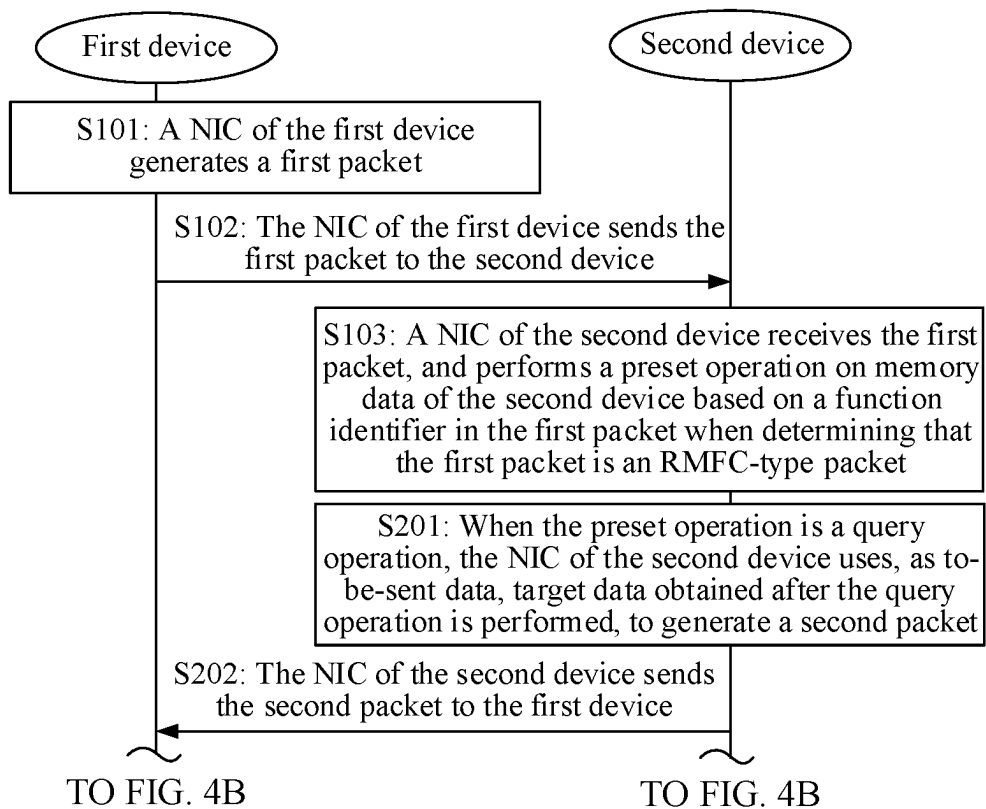 First device
Second device
S101: A NIC of the first device
generates a first packet
S102: The NIC of the first device sends the
first packet to the second device
S103: A NIC of the second device receives the first
packet, and performs a preset operation on memory
data of the second device based on a function
identifier in the first packet when determining that
the first packet is an RMFC-type packet
S201: When the preset operation is a query
operation, the NIC of the second device uses, as to-
be-sent data, target data obtained after the query
operation is performed, to generate a second packet
S202: The NIC of the second device sends
the second packet to the first device
TO FIG. 4B
TO FIG. 4B